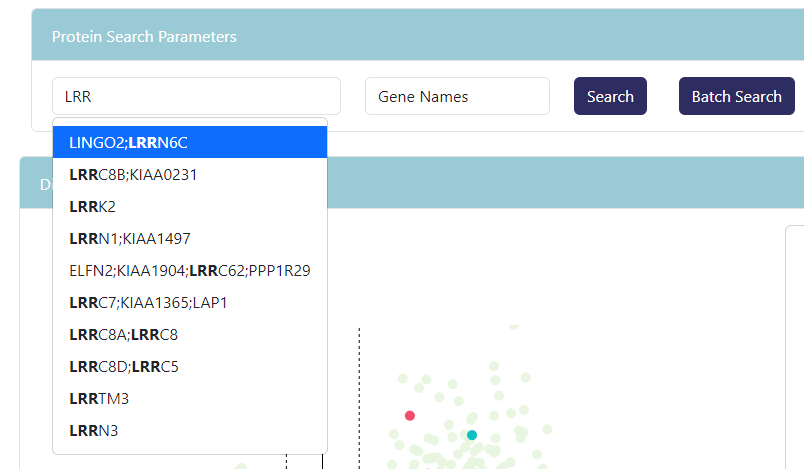 Protein Search Parameters
LRR
Gene Names
Search
Batch Search
LINGO2;LRRN6C
LRRC8B;KIAA0231
LRRK2
LRRN1;KIAA1497
ELFN2;KIAA1904;LRRC62;PPP1R29
LRRC7;KIAA1365;LAP1
LRRC8A;LRRC8
LRRC8D;LRRC5
LRRTM3
LRRN3